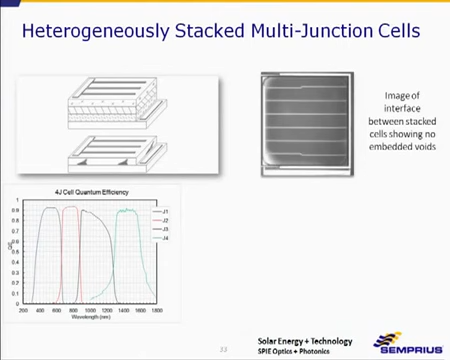 Heterogeneously Stacked Multi-Junction Cells
Image of
interface
between stacked
cells showing no
embedded voids
4J Cell Quantum Efficiency
1
0.9
0.8
0.7
0.6
0.5
0.4
0.3
0.2
0.1
0
J1
J2
J3
J4
200 400 600 800 1000 1200 1400 1600 1800
Wavelength (nm)
33
Solar Energy + Technology
SPIE Optics + Photonics
SEMPRIUS